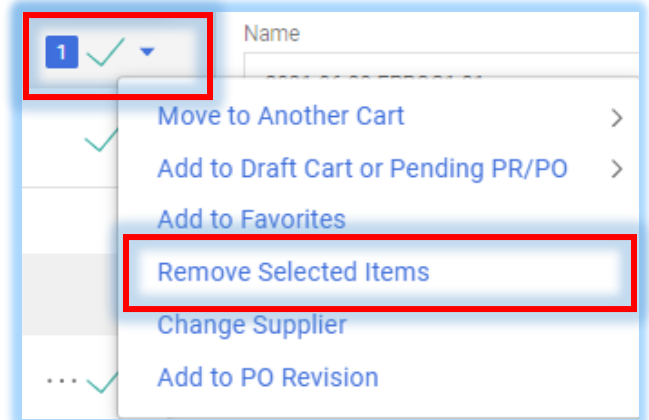 1
Name
Move to Another Cart
Add to Draft Cart or Pending PR/PO
Add to Favorites
Remove Selected Items
Change Supplier
Add to PO Revision